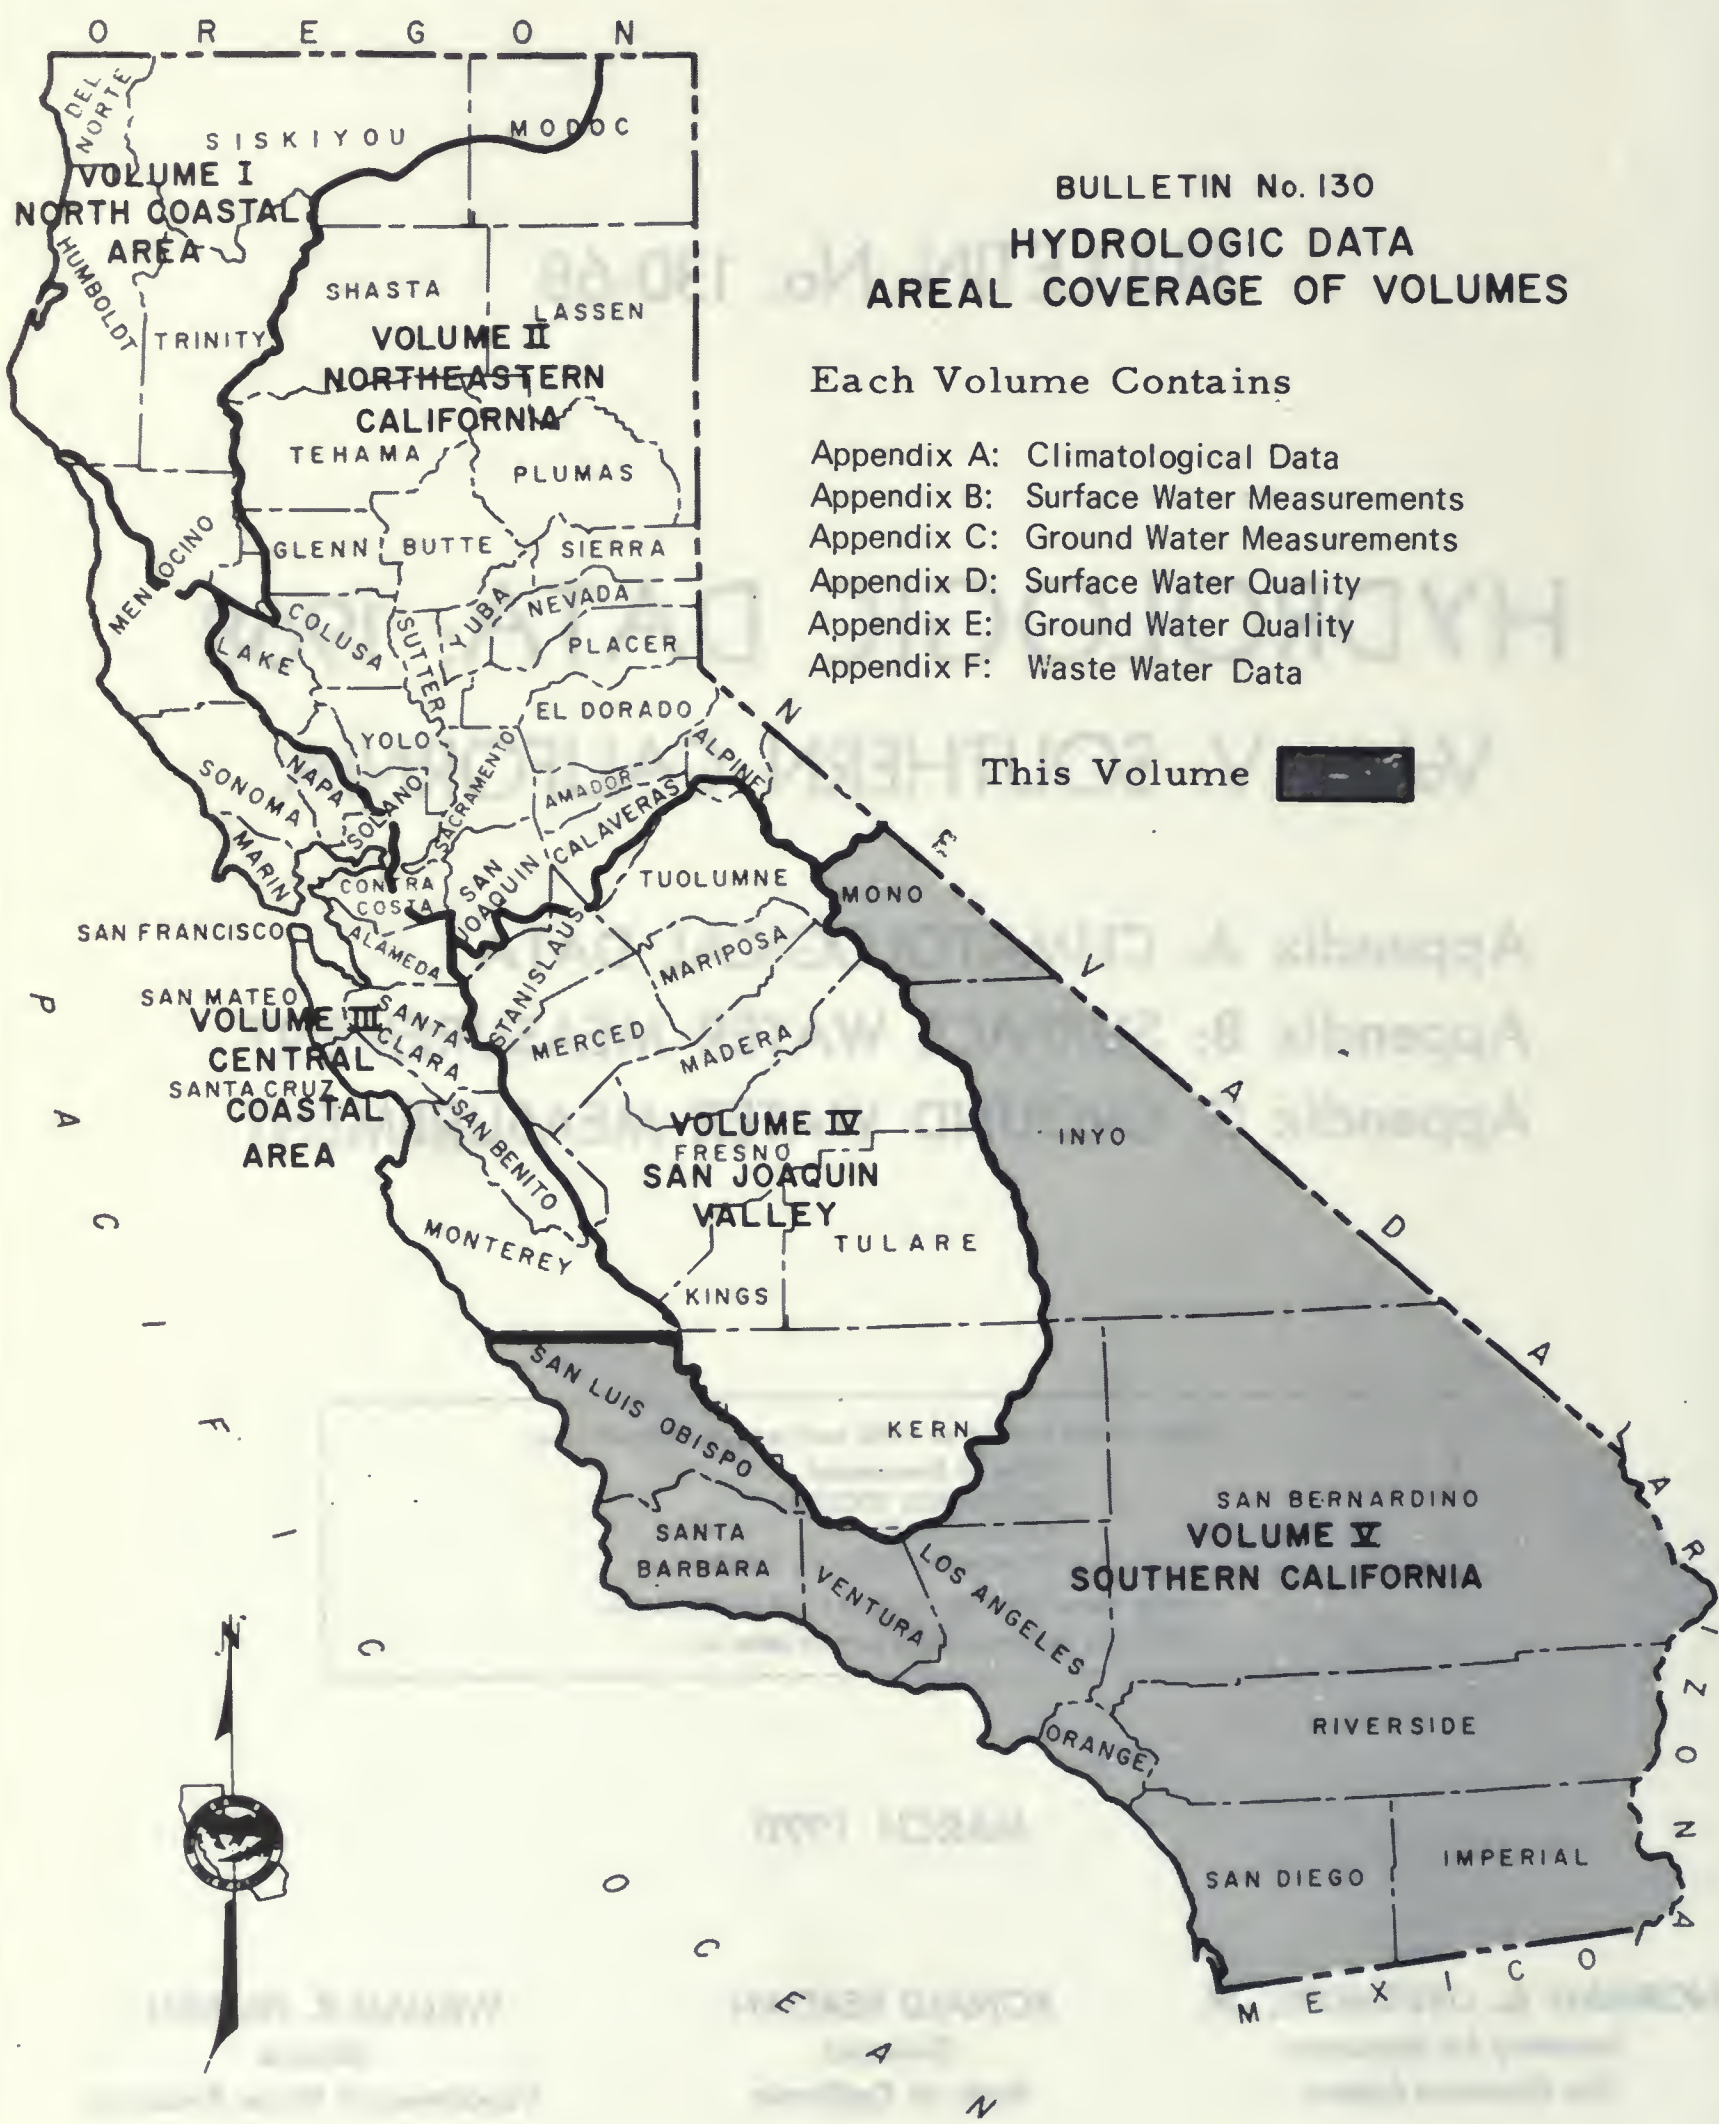 OREGON
DEL
NORTE
SISKIYOU
MODOC
VOLUME I
NORTH COASTAL
AREA
HUMBOLDT
TRINITY
SHASTA
LASSEN
VOLUME II
NORTHEASTERN
CALIFORNIA
TEHAMA
PLUMAS
MENDOCINO
GLENN
BUTTE
SIERRA
COLUSA
SUTTER
YUBA
NEVADA
PLACER
LAKE
EL DORADO
YOLO
SONOMA
NAPA
SOLANO
SACRAMENTO
AMADOR
ALPINE
CALAVERAS
MARIN
CONTRA
COSTA
SAN
JOAQUIN
TUOLUMNE
MONO
SAN FRANCISCO
ALAMEDA
STANISLAUS
MARIPOSA
SAN MATEO
VOLUME III
CENTRAL
SANTA CRUZ
COASTAL
AREA
SANTA
CLARA
MERCED
MADERA
SAN BENITO
VOLUME IV
FRESNO
SAN JOAQUIN
VALLEY
INYO
MONTEREY
TULARE
KINGS
SAN LUIS OBISPO
KERN
SANTA
BARBARA
VENTURA
LOS ANGELES
SAN BERNARDINO
VOLUME V
SOUTHERN CALIFORNIA
ORANGE
RIVERSIDE
SAN DIEGO
IMPERIAL
NEVADA
ARIZONA
MEXICO
PACIFIC
OCEAN
N
BULLETIN No. 130
HYDROLOGIC DATA
AREAL COVERAGE OF VOLUMES
Each Volume Contains
Appendix A: Climatological Data
Appendix B: Surface Water Measurements
Appendix C: Ground Water Measurements
Appendix D: Surface Water Quality
Appendix E: Ground Water Quality
Appendix F: Waste Water Data
This Volume